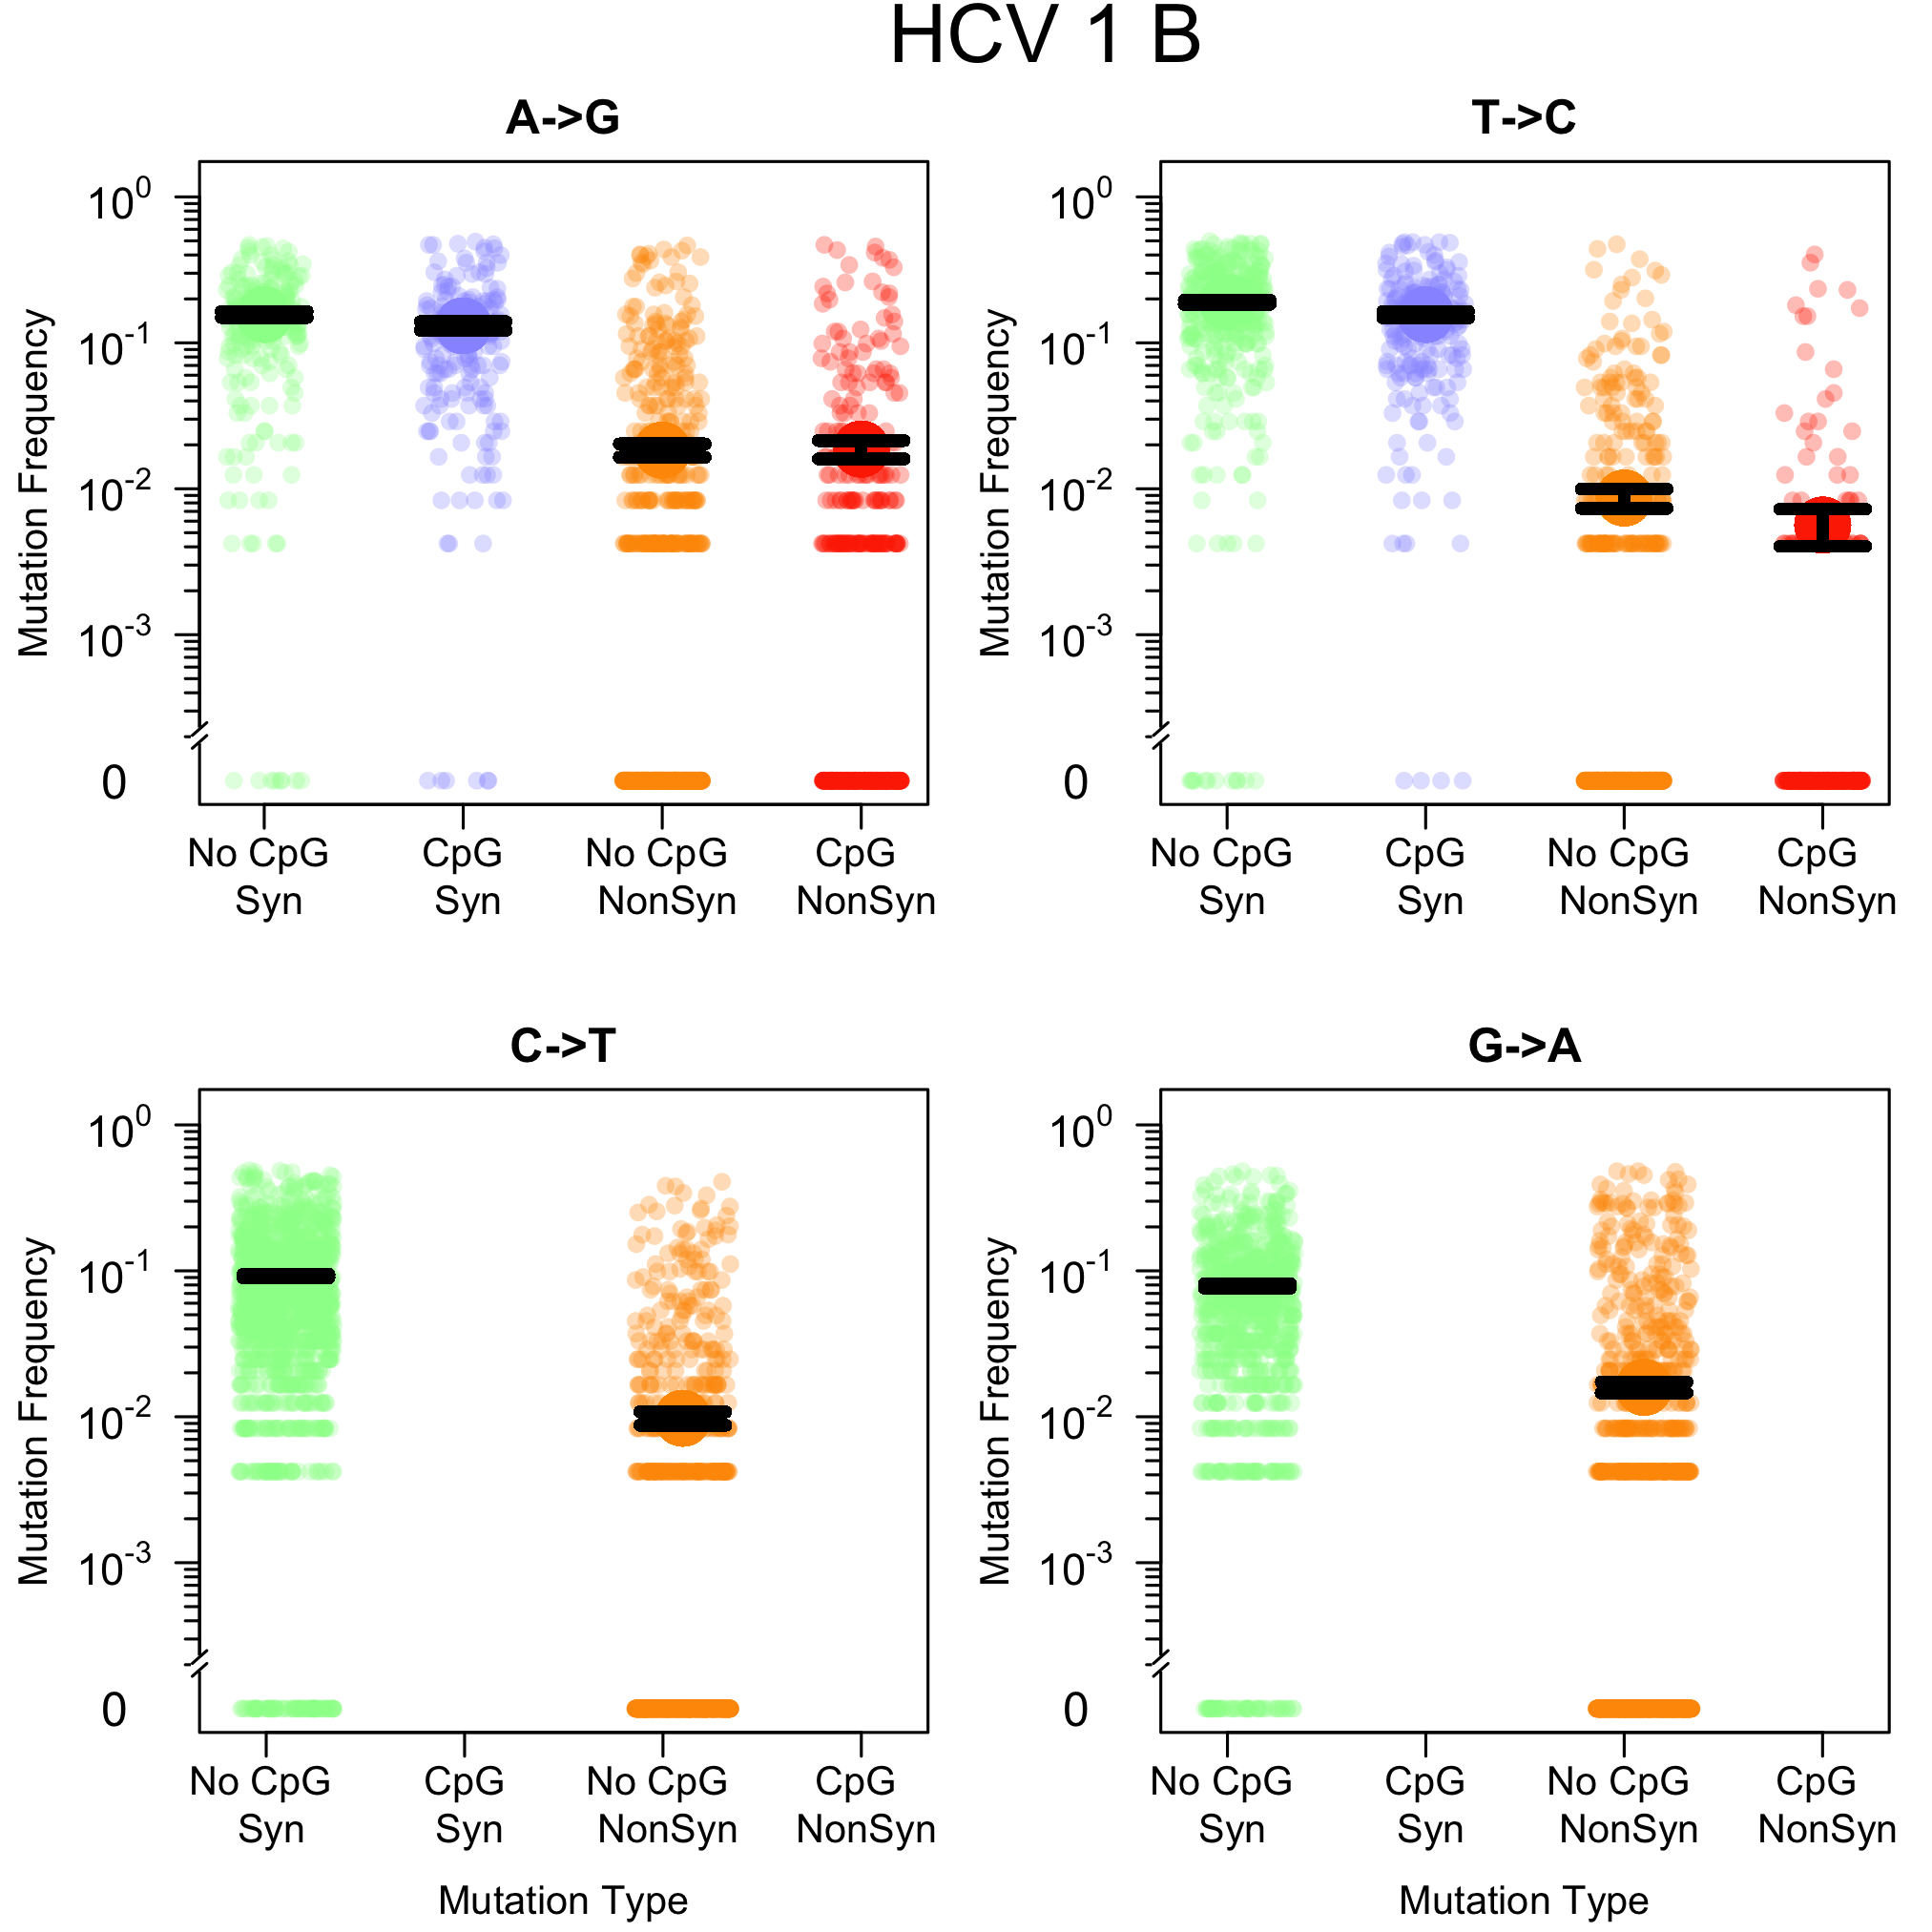 HCV 1 B
A->G
Mutation Frequency
10^0
10^-1
10^-2
10^-3
0
No CpG CpG No CpG CpG
Syn Syn NonSyn NonSyn
T->C
Mutation Frequency
10^0
10^-1
10^-2
10^-3
0
No CpG CpG No CpG CpG
Syn Syn NonSyn NonSyn
C->T
Mutation Frequency
10^0
10^-1
10^-2
10^-3
0
No CpG CpG No CpG CpG
Syn Syn NonSyn NonSyn
Mutation Type
G->A
Mutation Frequency
10^0
10^-1
10^-2
10^-3
0
No CpG CpG No CpG CpG
Syn Syn NonSyn NonSyn
Mutation Type